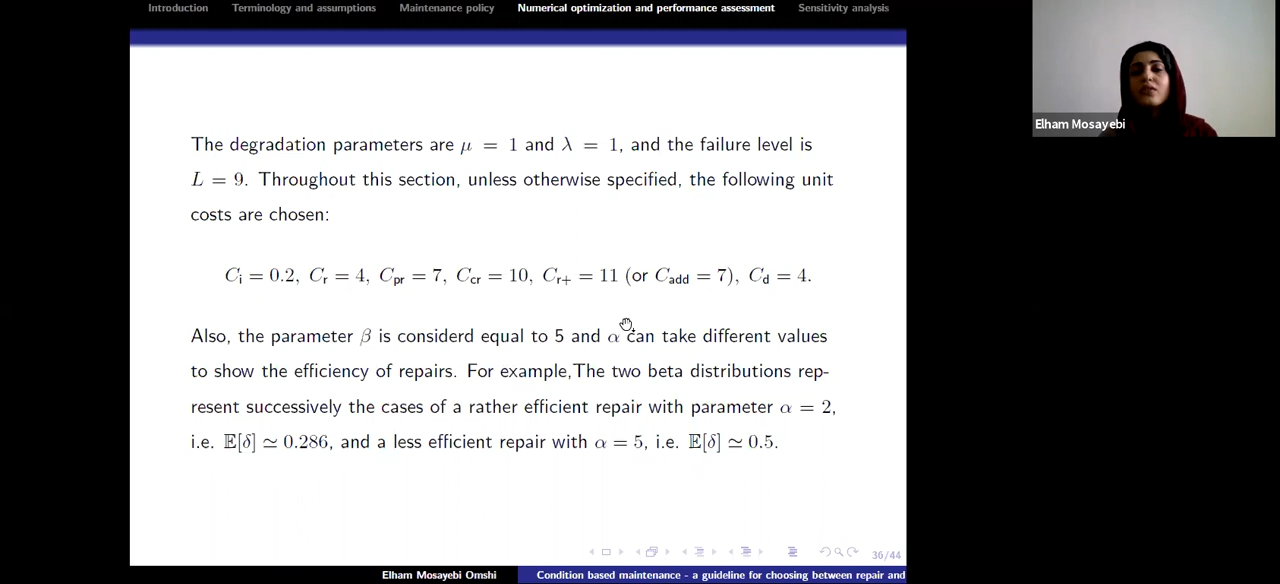 Introduction Terminology and assumptions Maintenance policy Numerical optimization and performance assessment Sensitivity analysis
The degradation parameters are μ = 1 and λ = 1, and the failure level is
L = 9. Throughout this section, unless otherwise specified, the following unit
costs are chosen:
C_i = 0.2, C_r = 4, C_pr = 7, C_cr = 10, C_r+ = 11 (or C_add = 7), C_d = 4.
Also, the parameter β is considerd equal to 5 and α can take different values
to show the efficiency of repairs. For example,The two beta distributions rep-
resent successively the cases of a rather efficient repair with parameter α = 2,
i.e. 𝔼[δ] ≃ 0.286, and a less efficient repair with α = 5, i.e. 𝔼[δ] ≃ 0.5.
36/44
Elham Mosayebi Omshi Condition based maintenance - a guideline for choosing between repair and
Elham Mosayebi